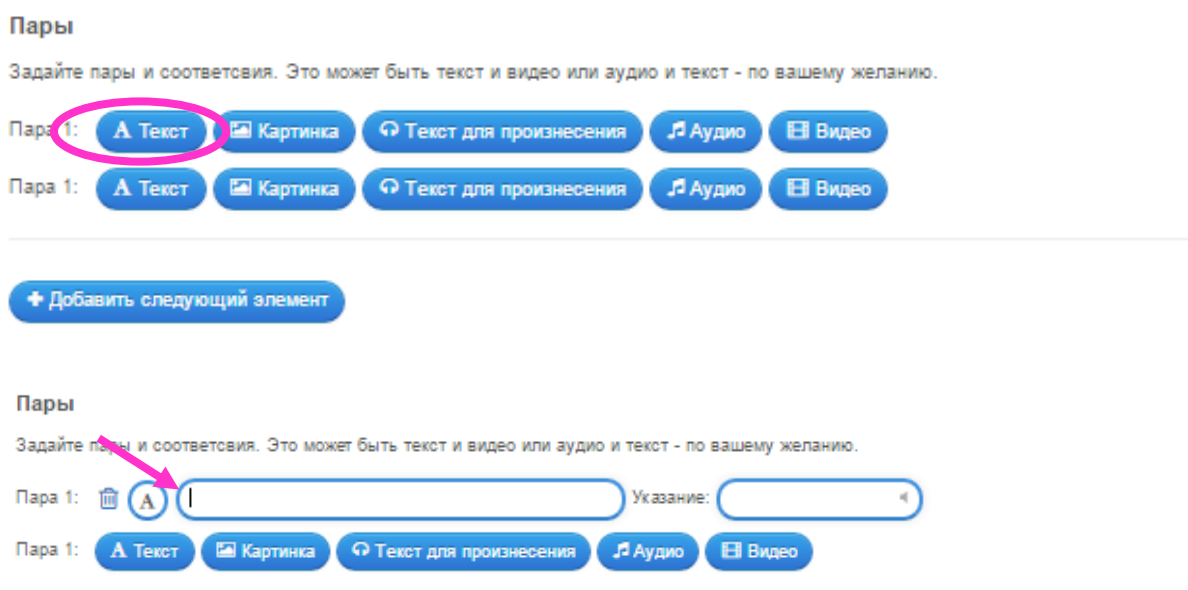 Пары
Задайте пары и соответсвия. Это может быть текст и видео или аудио и текст - по вашему желанию.
Пара 1: A Текст Картинка Текст для произнесения Аудио Видео
Пара 1: A Текст Картинка Текст для произнесения Аудио Видео
+ Добавить следующий элемент
Пары
Задайте пары и соответсвия. Это может быть текст и видео или аудио и текст - по вашему желанию.
Пара 1: A Указание:
Пара 1: A Текст Картинка Текст для произнесения Аудио Видео